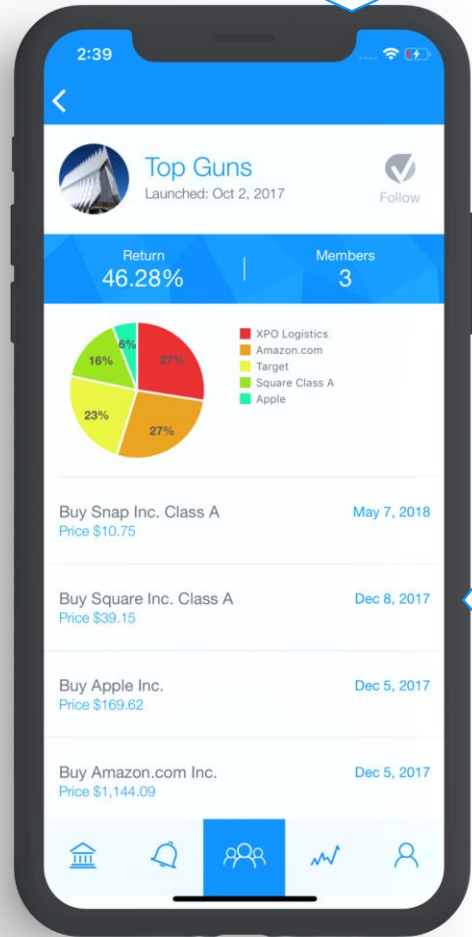 2:39
Top Guns
Launched: Oct 2, 2017
Follow
Return
Members
46.28%
3
6%
27%
16%
23%
27%
XPO Logistics
Amazon.com
Target
Square Class A
Apple
Buy Snap Inc. Class A
May 7, 2018
Price $10.75
Buy Square Inc. Class A
Dec 8, 2017
Price $39.15
Buy Apple Inc.
Dec 5, 2017
Price $169.62
Buy Amazon.com Inc.
Dec 5, 2017
Price $1,144.09